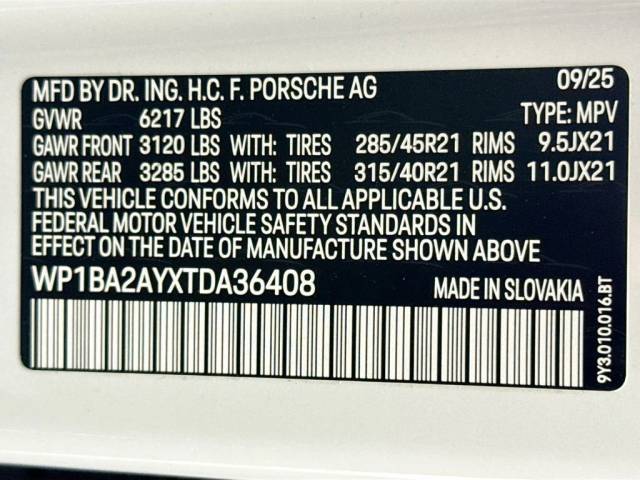 MFD BY DR. ING. H.C. F. PORSCHE AG 09/25
GVWR 6217 LBS TYPE: MPV
GAWR FRONT 3120 LBS WITH: TIRES 285/45R21 RIMS 9.5JX21
GAWR REAR 3285 LBS WITH: TIRES 315/40R21 RIMS 11.0JX21
THIS VEHICLE CONFORMS TO ALL APPLICABLE U.S.
FEDERAL MOTOR VEHICLE SAFETY STANDARDS IN
EFFECT ON THE DATE OF MANUFACTURE SHOWN ABOVE
WP1BA2AYXTDA36408 MADE IN SLOVAKIA
9Y3.010.016.BT